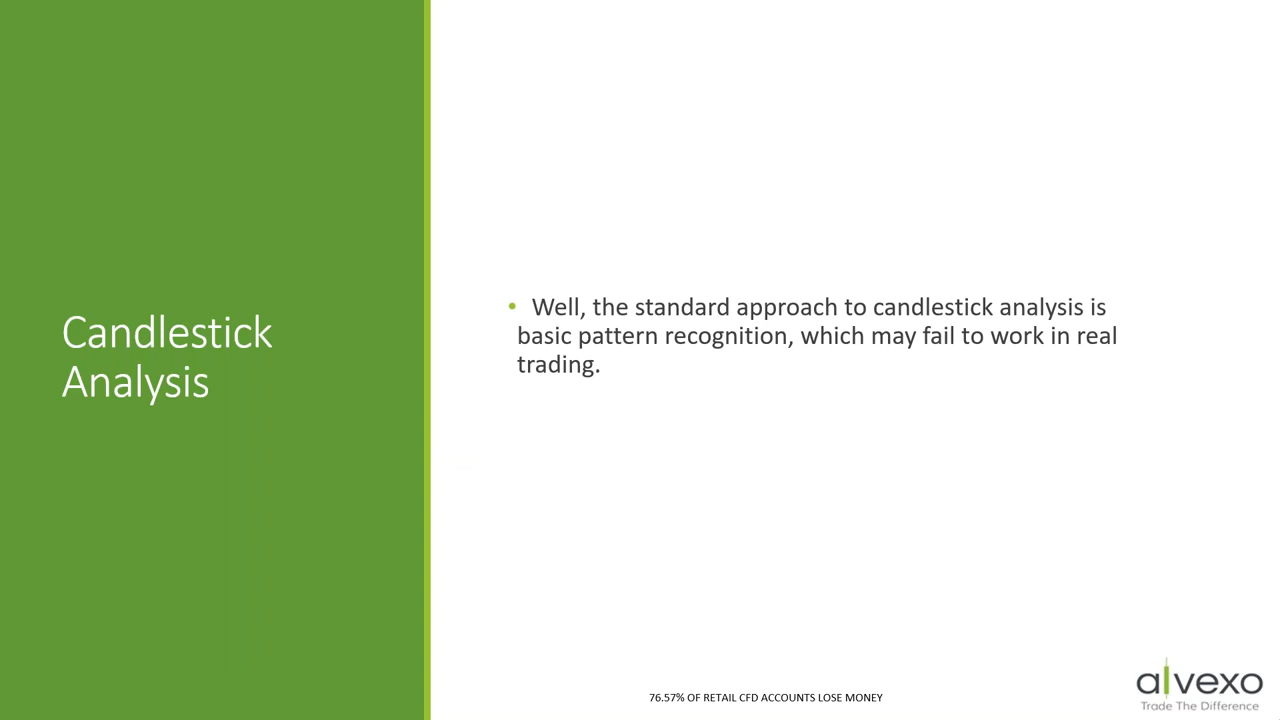 Candlestick
Analysis
• Well, the standard approach to candlestick analysis is
basic pattern recognition, which may fail to work in real
trading.
76.57% OF RETAIL CFD ACCOUNTS LOSE MONEY
alvexo
Trade The Difference